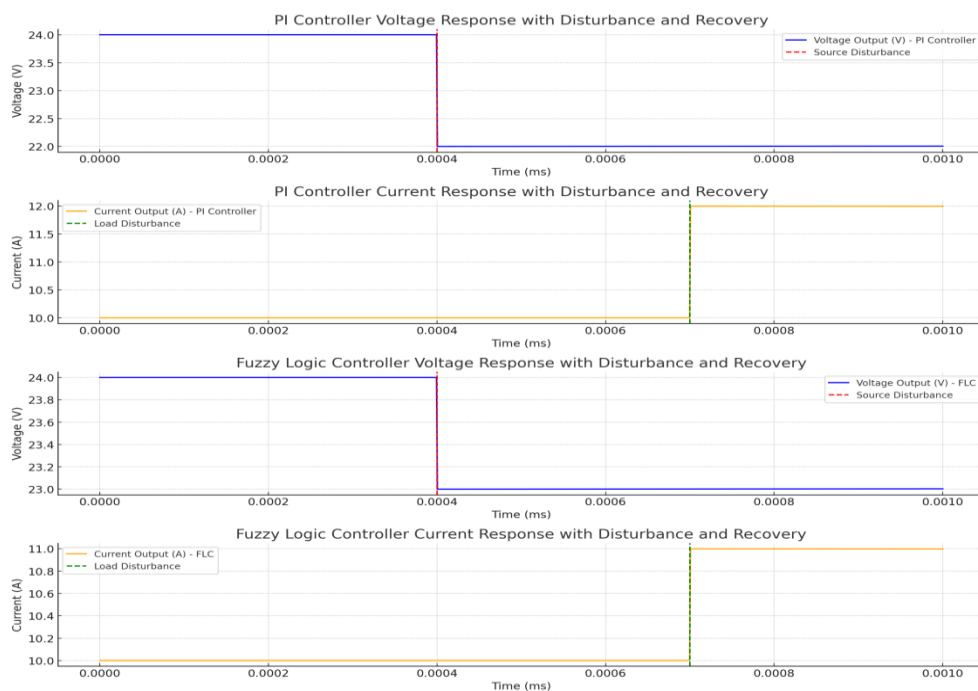 PI Controller Voltage Response with Disturbance and Recovery
24.0
23.5
23.0
22.5
22.0
Voltage (V)
Voltage Output (V) - PI Controller
Source Disturbance
0.0000 0.0002 0.0004 0.0006 0.0008 0.0010
Time (ms)
PI Controller Current Response with Disturbance and Recovery
12.0
11.5
11.0
10.5
10.0
Current (A)
Current Output (A) - PI Controller
Load Disturbance
0.0000 0.0002 0.0004 0.0006 0.0008 0.0010
Time (ms)
Fuzzy Logic Controller Voltage Response with Disturbance and Recovery
24.0
23.8
23.6
23.4
23.2
23.0
Voltage (V)
Voltage Output (V) - FLC
Source Disturbance
0.0000 0.0002 0.0004 0.0006 0.0008 0.0010
Time (ms)
Fuzzy Logic Controller Current Response with Disturbance and Recovery
11.0
10.8
10.6
10.4
10.2
10.0
Current (A)
Current Output (A) - FLC
Load Disturbance
0.0000 0.0002 0.0004 0.0006 0.0008 0.0010
Time (ms)